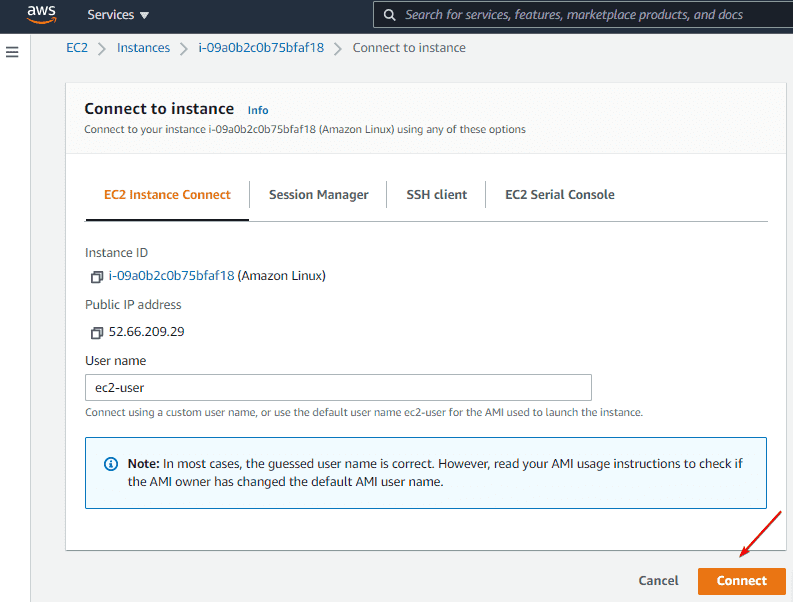 aws
Services
Search for services, features, marketplace products, and docs
EC2 > Instances > i-09a0b2c0b75bfaf18 > Connect to instance
Connect to instance Info
Connect to your instance i-09a0b2c0b75bfaf18 (Amazon Linux) using any of these options
EC2 Instance Connect
Session Manager
SSH client
EC2 Serial Console
Instance ID
i-09a0b2c0b75bfaf18 (Amazon Linux)
Public IP address
52.66.209.29
User name
ec2-user
Connect using a custom user name, or use the default user name ec2-user for the AMI used to launch the instance.
Note: In most cases, the guessed user name is correct. However, read your AMI usage instructions to check if
the AMI owner has changed the default AMI user name.
Cancel
Connect